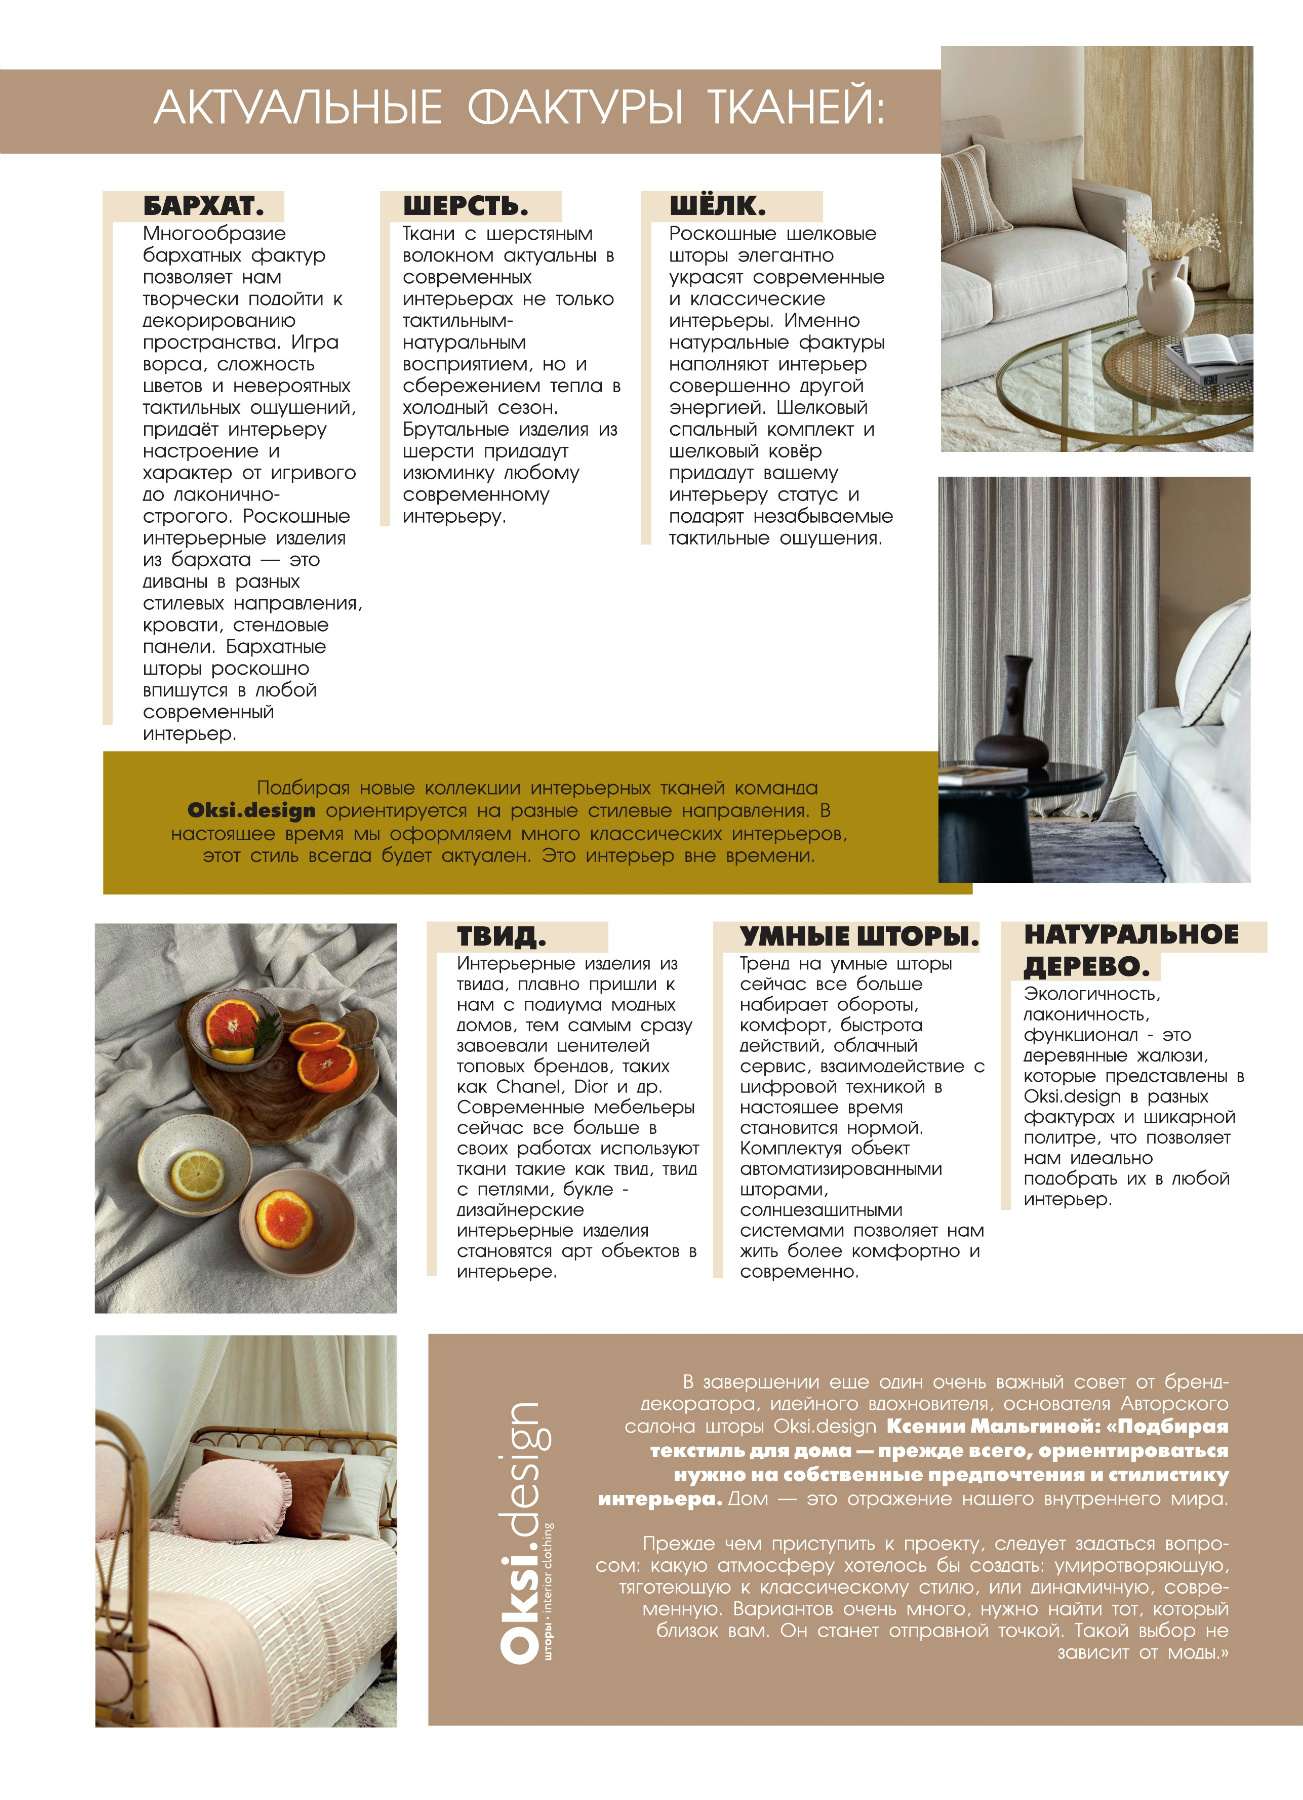 АКТУАЛЬНЫЕ ФАКТУРЫ ТКАНЕЙ:
БАРХАТ.
Многообразие
бархатных фактур
позволяет нам
творчески подойти к
декорированию
пространства. Игра
ворса, сложность
цветов и невероятных
тактильных ощущений,
придаёт интерьеру
настроение и
характер от игривого
до лаконично-
строгого. Роскошные
интерьерные изделия
из бархата — это
диваны в разных
стилевых направления,
кровати, стендовые
панели. Бархатные
шторы роскошно
впишутся в любой
современный
интерьер.
ШЕРСТЬ.
Ткани с шерстяным
волокном актуальны в
современных
интерьерах не только
тактильным-
натуральным
восприятием, но и
сбережением тепла в
холодный сезон.
Брутальные изделия из
шерсти придадут
изюминку любому
современному
интерьеру.
ШЁЛК.
Роскошные шелковые
шторы элегантно
украсят современные
и классические
интерьеры. Именно
натуральные фактуры
наполняют интерьер
совершенно другой
энергией. Шелковый
спальный комплект и
шелковый ковёр
придадут вашему
интерьеру статус и
подарят незабываемые
тактильные ощущения.
Подбирая новые коллекции интерьерных тканей команда
Oksi.design ориентируется на разные стилевые направления. В
настоящее время мы оформляем много классических интерьеров,
этот стиль всегда будет актуален. Это интерьер вне времени.
ТВИД.
Интерьерные изделия из
твида, плавно пришли к
нам с подиума модных
домов, тем самым сразу
завоевали ценителей
топовых брендов, таких
как Chanel, Dior и др.
Современные мебельеры
сейчас все больше в
своих работах используют
ткани такие как твид, твид
с петлями, букле -
дизайнерские
интерьерные изделия
становятся арт объектов в
интерьере.
УМНЫЕ ШТОРЫ.
Тренд на умные шторы
сейчас все больше
набирает обороты,
комфорт, быстрота
действий, облачный
сервис, взаимодействие с
цифровой техникой в
настоящее время
становится нормой.
Комплектуя объект
автоматизированными
шторами,
солнцезащитными
системами позволяет нам
жить более комфортно и
современно.
НАТУРАЛЬНОЕ
ДЕРЕВО.
Экологичность,
лаконичность,
функционал - это
деревянные жалюзи,
которые представлены в
Oksi.design в разных
фактурах и шикарной
политре, что позволяет
нам идеально
подобрать их в любой
интерьер.
Oksi.design
шторы • interior clothing
В завершении еще один очень важный совет от бренд-
декоратора, идейного вдохновителя, основателя Авторского
салона шторы Oksi.design Ксении Мальгиной: «Подбирая
текстиль для дома — прежде всего, ориентироваться
нужно на собственные предпочтения и стилистику
интерьера. Дом — это отражение нашего внутреннего мира.
Прежде чем приступить к проекту, следует задаться вопро-
сом: какую атмосферу хотелось бы создать: умиротворяющую,
тяготеющую к классическому стилю, или динамичную, совре-
менную. Вариантов очень много, нужно найти тот, который
близок вам. Он станет отправной точкой. Такой выбор не
зависит от моды.»